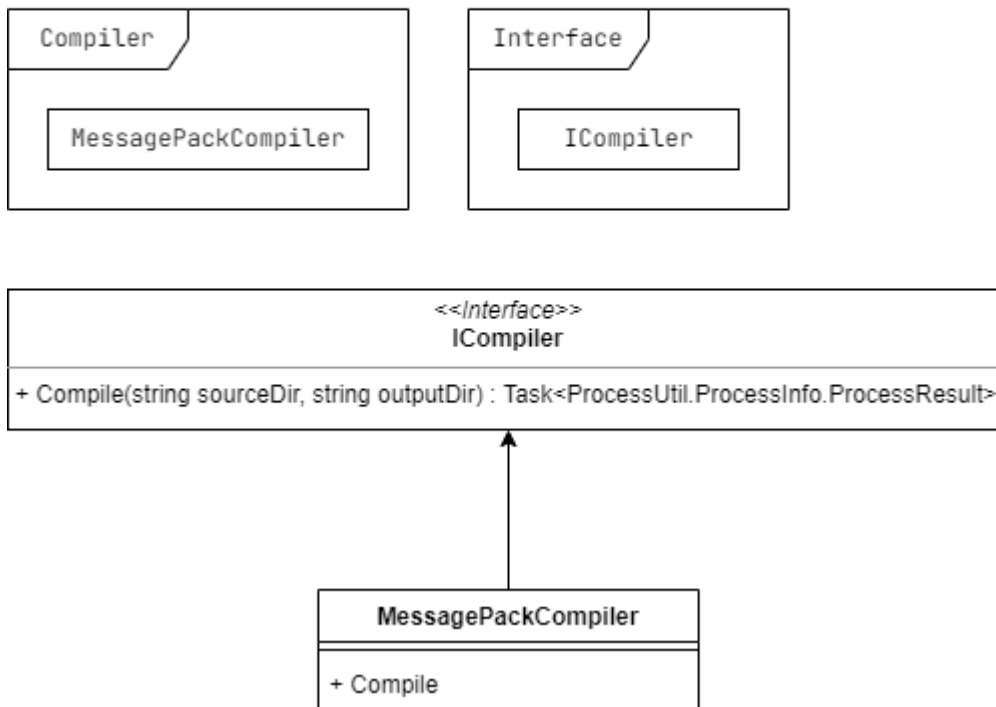 Compiler
Interface
MessagePackCompiler
ICompiler
<<Interface>>
ICompiler
+ Compile(string sourceDir, string outputDir) : Task<ProcessUtil.ProcessInfo.ProcessResult>
MessagePackCompiler
+ Compile